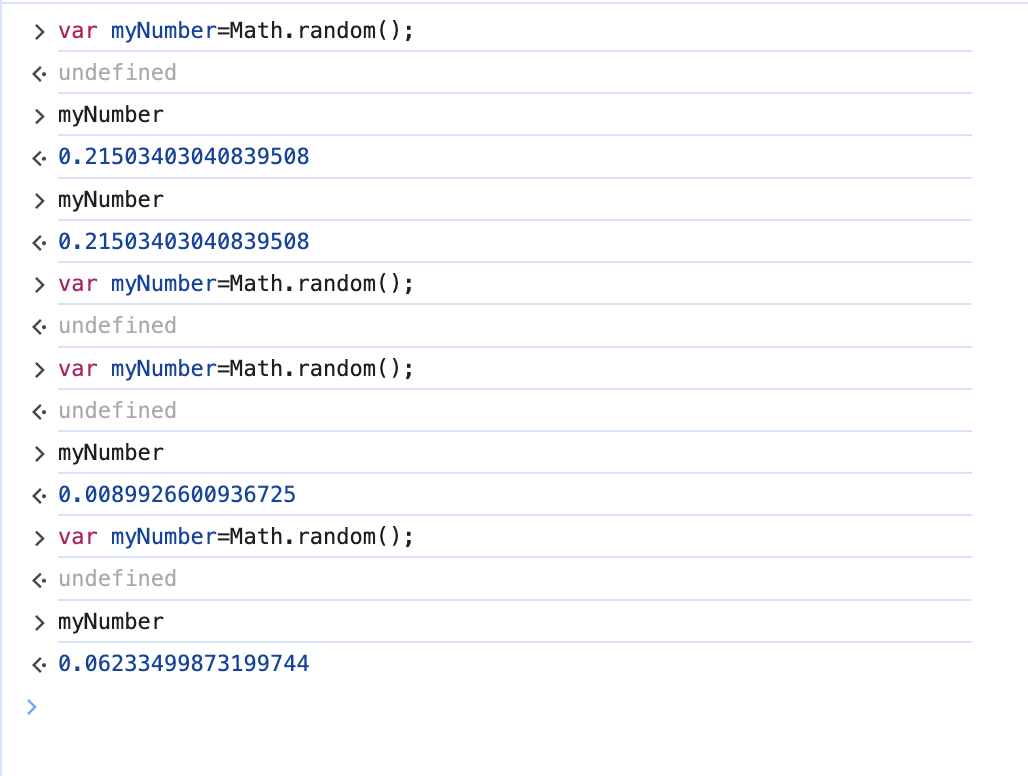 var myNumber=Math.random();
undefined
myNumber
0.21503403040839508
myNumber
0.21503403040839508
var myNumber=Math.random();
undefined
var myNumber=Math.random();
undefined
myNumber
0.0089926600936725
var myNumber=Math.random();
undefined
myNumber
0.06233499873199744